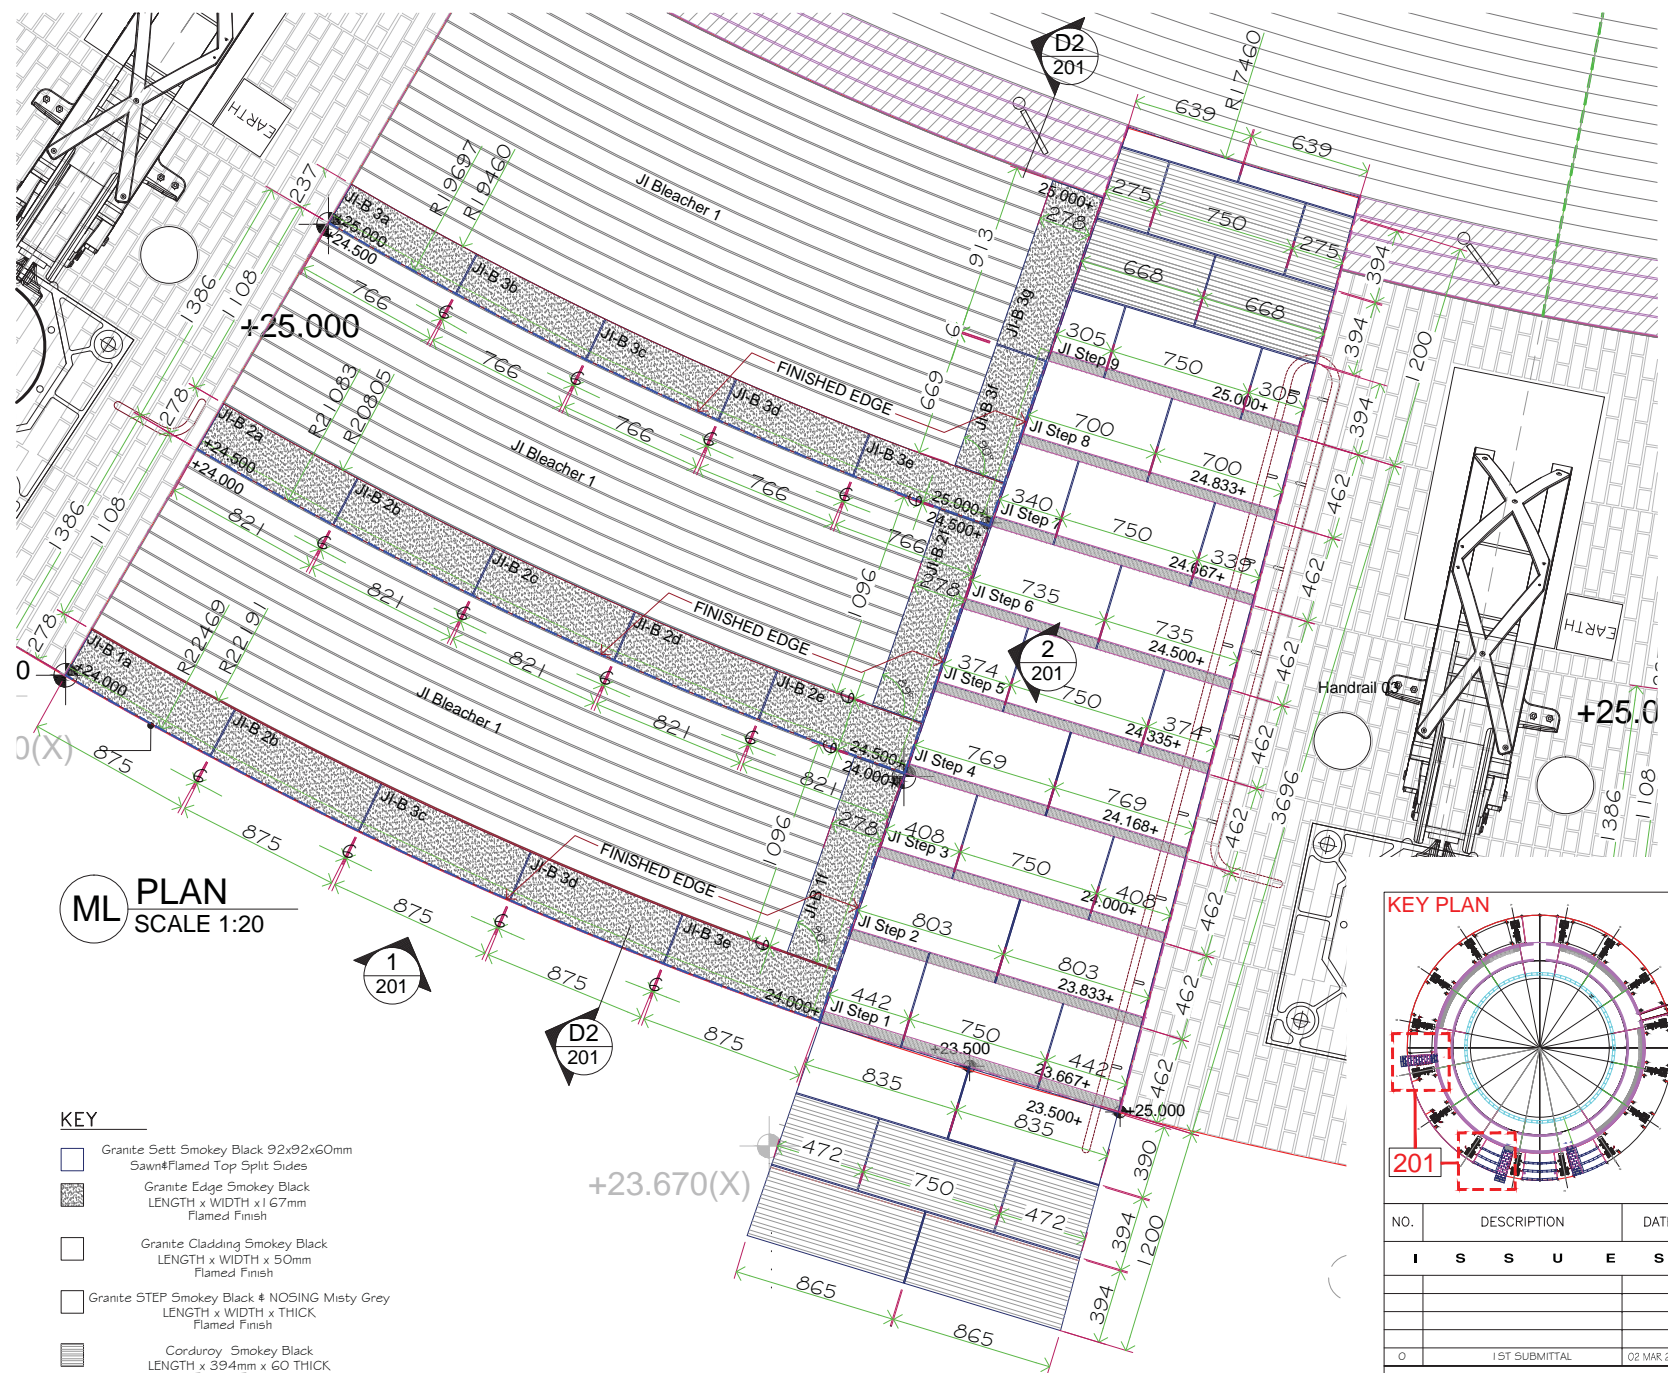 D2
201
R17460
639
639
EARTH
237
R19697
R19460
JI Bleacher 1
JI-B 3a
+25.000
+24.500
25.000+
278
275
750
275
394
913
668
668
394
1200
JI-B 3b
JI-B 3g
1386
1108
+25.000
766
6
305
750
305
JI Step 9
25.000+
JI-B 3c
766
FINISHED EDGE
JI-B 3d
669
JI-B 3f
394
700
700
JI Step 8
24.833+
278
R21083
R20805
JI-B 2a
+24.500
+24.000
766
JI Bleacher 1
JI-B 3e
766
25.000+
24.500+
340
750
339
JI Step 7
24.667+
462
766
JI-B 2b
821
JI-B 2f
278
735
735
JI Step 6
24.500+
462
EARTH
1386
1108
JI-B 2c
821
1096
FINISHED EDGE
JI-B 2d
2
201
374
750
374
JI Step 5
24.335+
462
Handrail 03
+25.0
278
R22469
R22191
JI-B 1a
+24.000
0
0(X)
821
JI Bleacher 1
JI-B 2e
821
24.500+
24.000+
821
769
769
JI Step 4
24.168+
462
3696
1386
1108
875
JI-B 2b
278
408
750
408
JI Step 3
24.000+
462
875
JI-B 3c
1096
FINISHED EDGE
JI-B 1f
803
803
JI Step 2
23.833+
462
ML
PLAN
SCALE 1:20
875
JI-B 3d
JI-B 3e
24.000+
442
750
442
JI Step 1
+23.500
23.667+
462
1
201
875
D2
201
875
835
23.500+
835
+25.000
390
472
750
472
+23.670(X)
394
1200
865
865
394
KEY
Granite Sett Smokey Black 92x92x60mm
Sawn&Flamed Top Split Sides
Granite Edge Smokey Black
LENGTH x WIDTH x167mm
Flamed Finish
Granite Cladding Smokey Black
LENGTH x WIDTH x 50mm
Flamed Finish
Granite STEP Smokey Black & NOSING Misty Grey
LENGTH x WIDTH x THICK
Flamed Finish
Corduroy Smokey Black
LENGTH x 394mm x 60 THICK
KEY PLAN
201
NO. DESCRIPTION DATE
I S S U E S
0 1ST SUBMITTAL 02 MAR 2